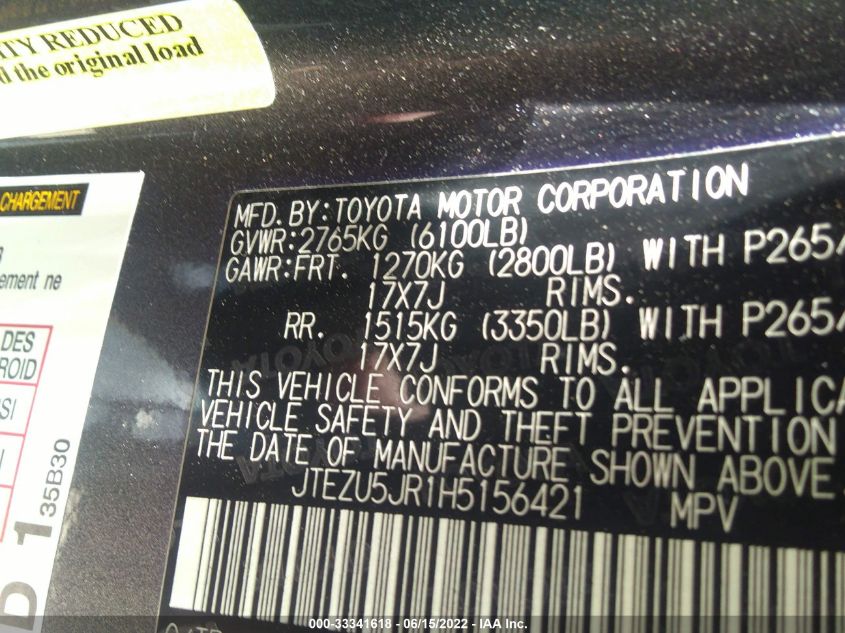 ITY REDUCED
the original load
CHARGEMENT
ement ne
DES
ROID
SI
D 1
35B30
MFD. BY: TOYOTA MOTOR CORPORATION
GVWR: 2765KG (6100LB)
GAWR: FRT. 1270KG (2800LB) WITH P265/
17X7J RIMS.
RR. 1515KG (3350LB) WITH P265/
17X7J RIMS.
THIS VEHICLE CONFORMS TO ALL APPLICA
VEHICLE SAFETY AND THEFT PREVENTION
THE DATE OF MANUFACTURE SHOWN ABOVE.
JTEZU5JR1H5156421 MPV
000-33341618 - 06/15/2022 - IAA Inc.